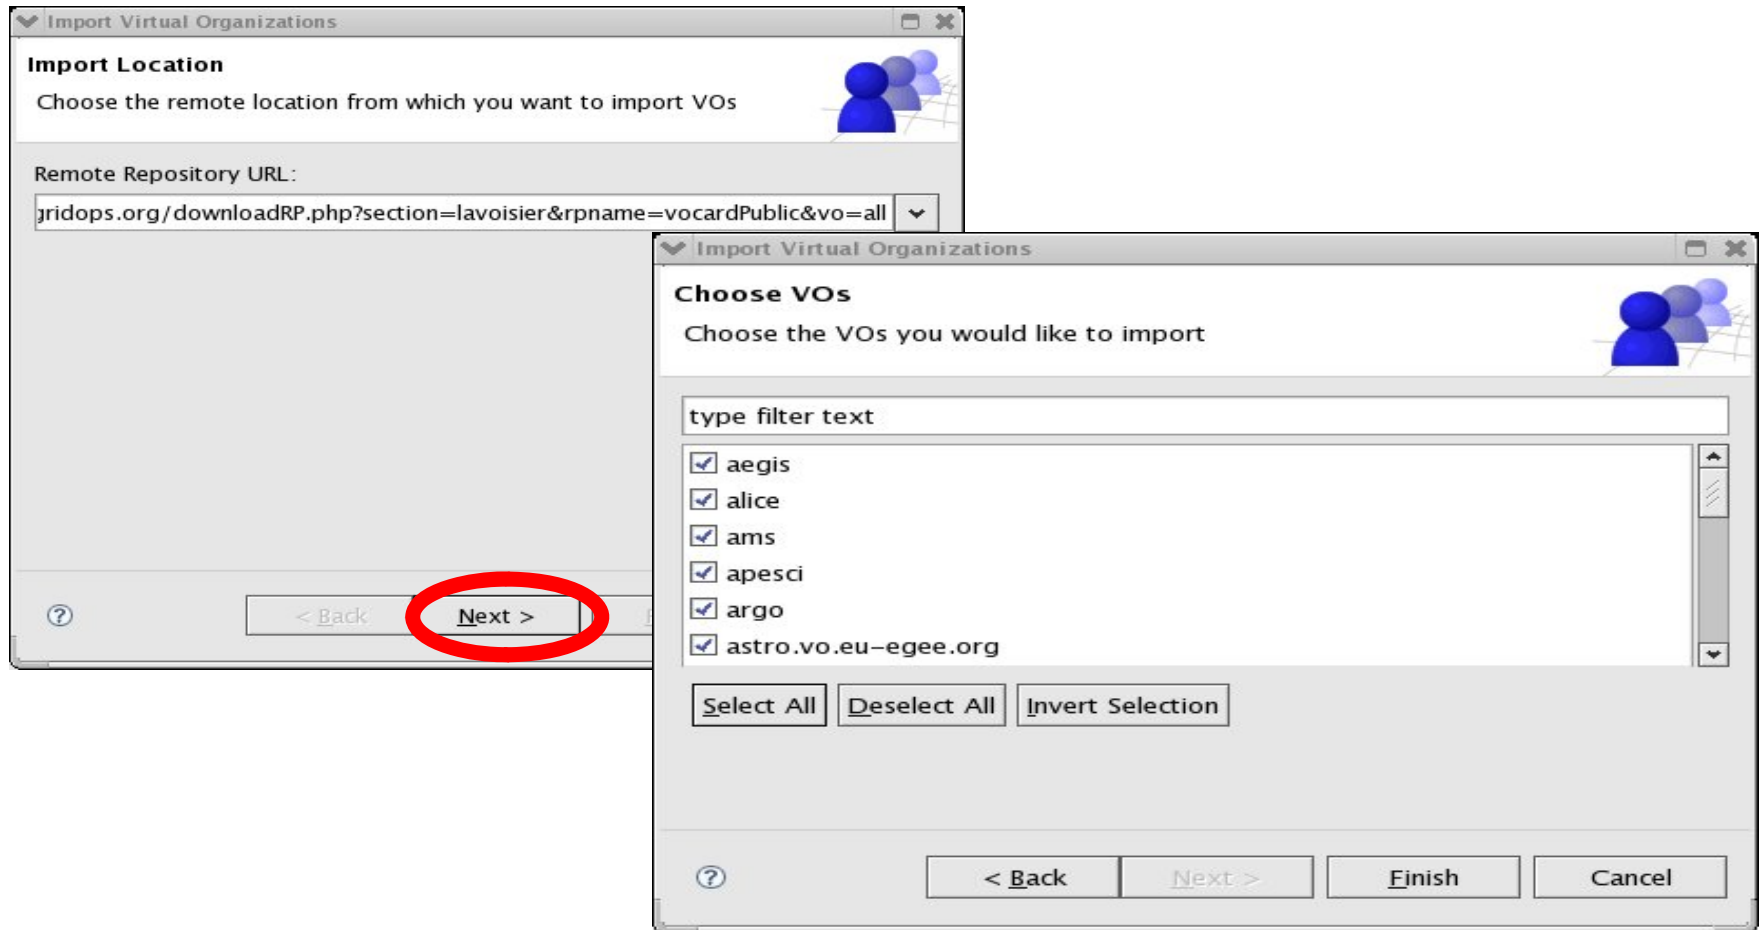 Import Virtual Organizations
Import Location
Choose the remote location from which you want to import VOs
Remote Repository URL:
gridops.org/downloadRP.php?section=lavoisier&rpname=vocardPublic&vo=all
< Back
Next >
Import Virtual Organizations
Choose VOs
Choose the VOs you would like to import
type filter text
aegis
alice
ams
apesci
argo
astro.vo.eu-egee.org
Select All
Deselect All
Invert Selection
< Back
Next >
Finish
Cancel